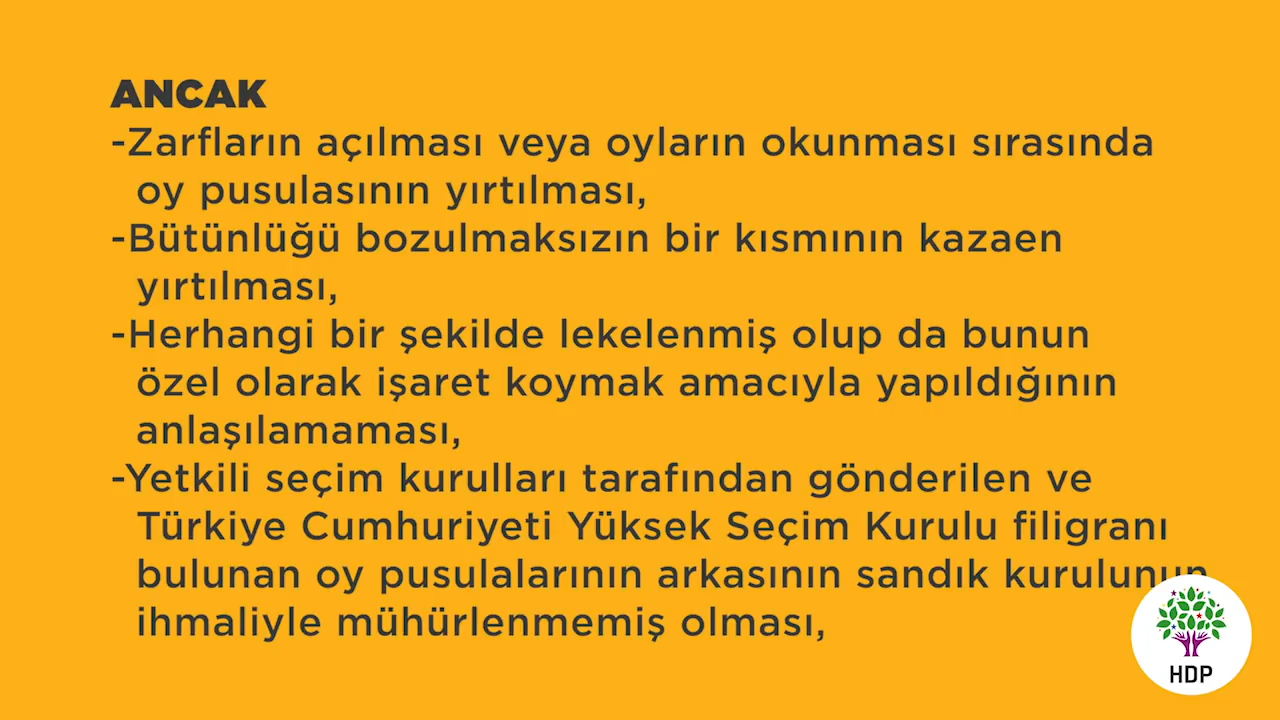 ANCAK
-Zarfların açılması veya oyların okunması sırasında
oy pusulasının yırtılması,
-Bütünlüğü bozulmaksızın bir kısmının kazaen
yırtılması,
-Herhangi bir şekilde lekelenmiş olup da bunun
özel olarak işaret koymak amacıyla yapıldığının
anlaşılamaması,
-Yetkili seçim kurulları tarafından gönderilen ve
Türkiye Cumhuriyeti Yüksek Seçim Kurulu filigranı
bulunan oy pusulalarının arkasının sandık kurulunun
ihmaliyle mühürlenmemiş olması,
HDP